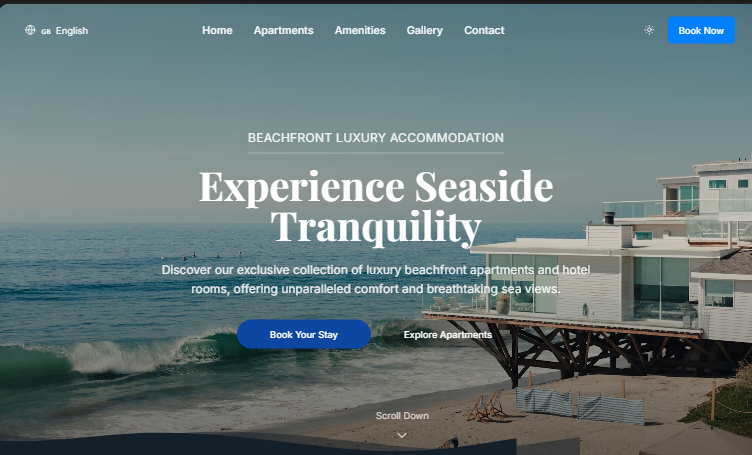 GB English
Home Apartments Amenities Gallery Contact
Book Now
BEACHFRONT LUXURY ACCOMMODATION
Experience Seaside
Tranquility
Discover our exclusive collection of luxury beachfront apartments and hotel
rooms, offering unparalleled comfort and breathtaking sea views.
Book Your Stay
Explore Apartments
Scroll Down